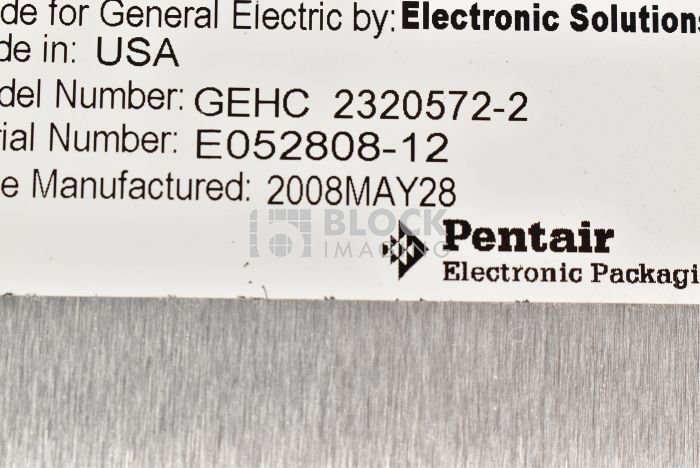 de for General Electric by: Electronic Solutions
de in: USA
del Number: GEHC 2320572-2
rial Number: E052808-12
e Manufactured: 2008MAY28
BLOCK
IMAGING
Pentair
Electronic Packagi